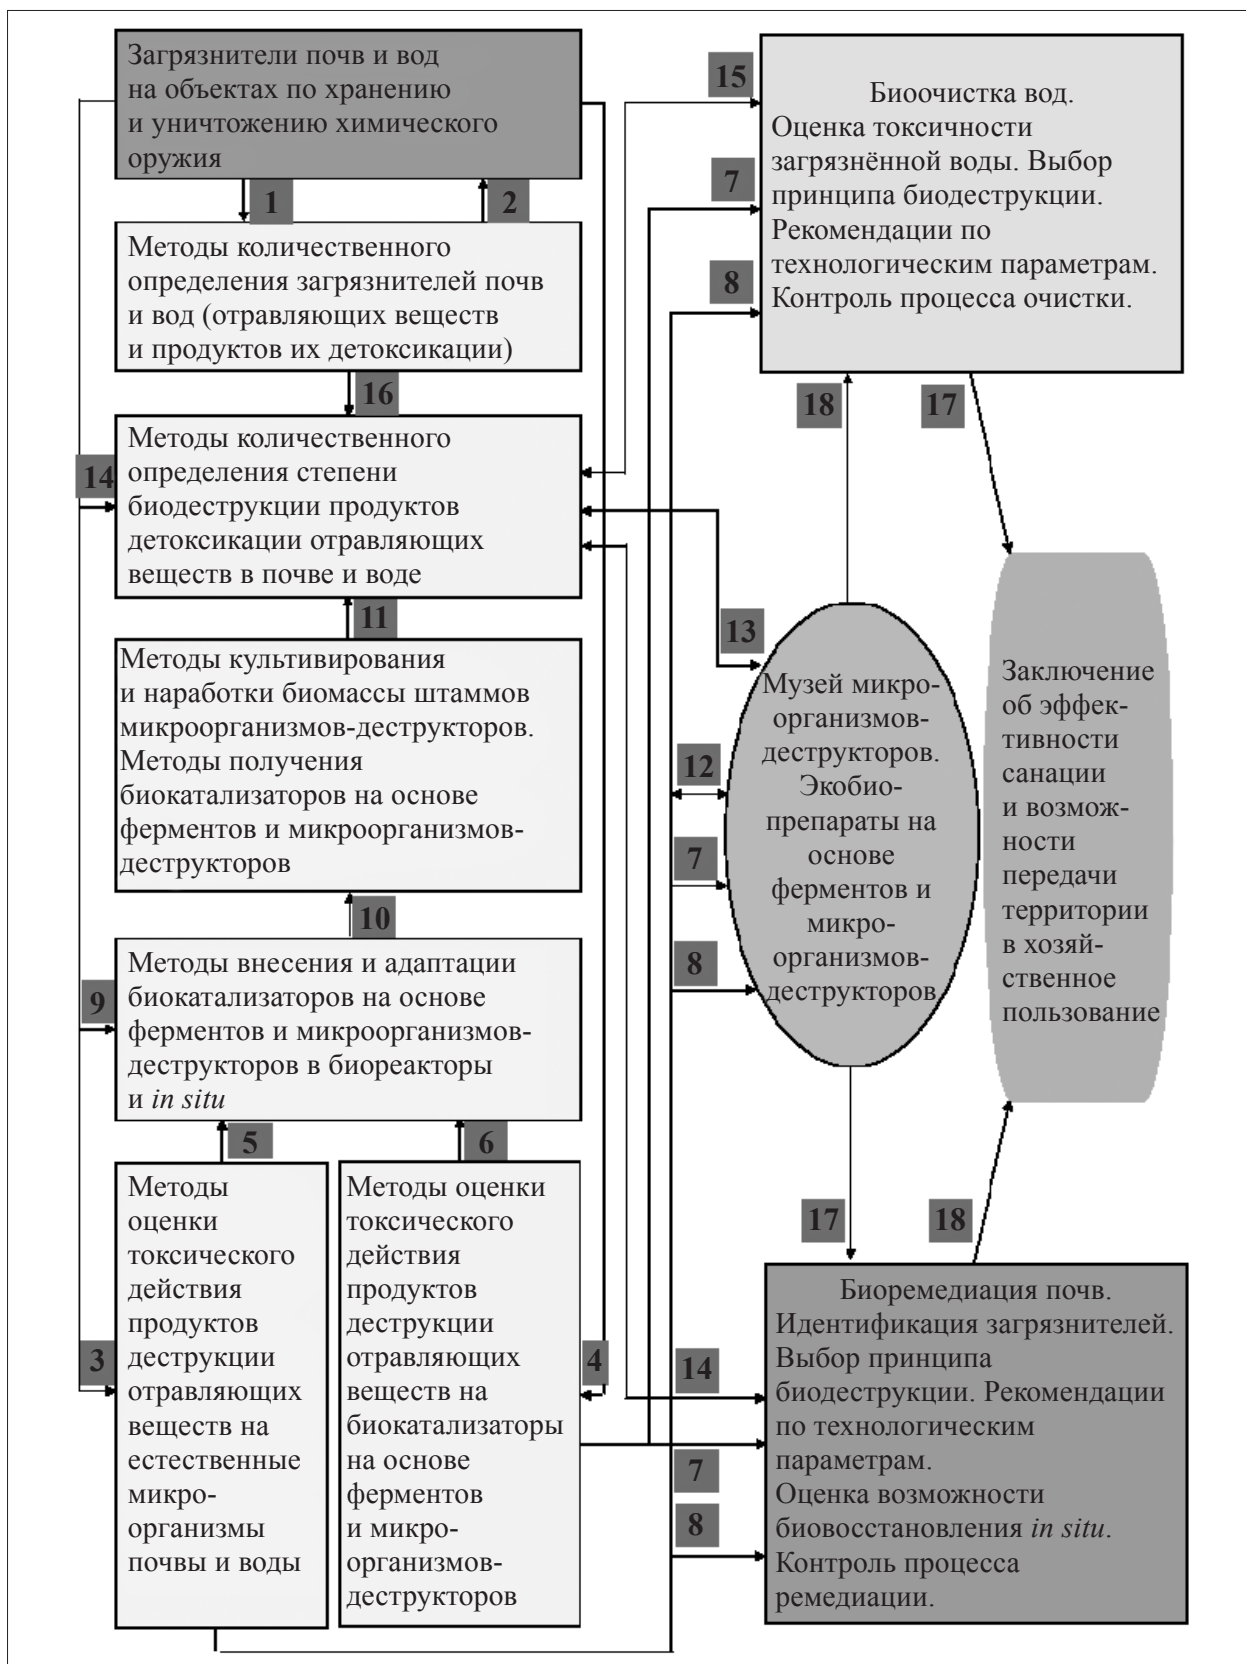 Загрязнители почв и вод
на объектах по хранению
и уничтожению химического
оружия
1
2
Методы количественного
определения загрязнителей почв
и вод (отравляющих веществ
и продуктов их детоксикации)
16
Методы количественного
определения степени
биодеструкции продуктов
детоксикации отравляющих
веществ в почве и воде
14
11
Методы культивирования
и наработки биомассы штаммов
микроорганизмов-деструкторов.
Методы получения
биокатализаторов на основе
ферментов и микроорганизмов-
деструкторов
10
Методы внесения и адаптации
биокатализаторов на основе
ферментов и микроорганизмов-
деструкторов в биореакторы
и in situ
9
5
6
Методы
оценки
токсического
действия
продуктов
деструкции
отравляющих
веществ на
естественные
микро-
организмы
почвы и воды
3
Методы оценки
токсического
действия
продуктов
деструкции
отравляющих
веществ на
биокатализаторы
на основе
ферментов
и микро-
организмов-
деструкторов
4
15
7
8
Биоочистка вод.
Оценка токсичности
загрязнённой воды. Выбор
принципа биодеструкции.
Рекомендации по
технологическим параметрам.
Контроль процесса очистки.
18
17
13
12
7
8
Музей микро-
организмов-
деструкторов.
Экобио-
препараты на
основе
ферментов и
микро-
организмов-
деструкторов
Заключение
об эффек-
тивности
санации
и возмож-
ности
передачи
территории
в хозяй-
ственное
пользование
17
18
14
7
8
Биоремедиация почв.
Идентификация загрязнителей.
Выбор принципа
биодеструкции. Рекомендации
по технологическим
параметрам.
Оценка возможности
биовосстановления in situ.
Контроль процесса
ремедиации.